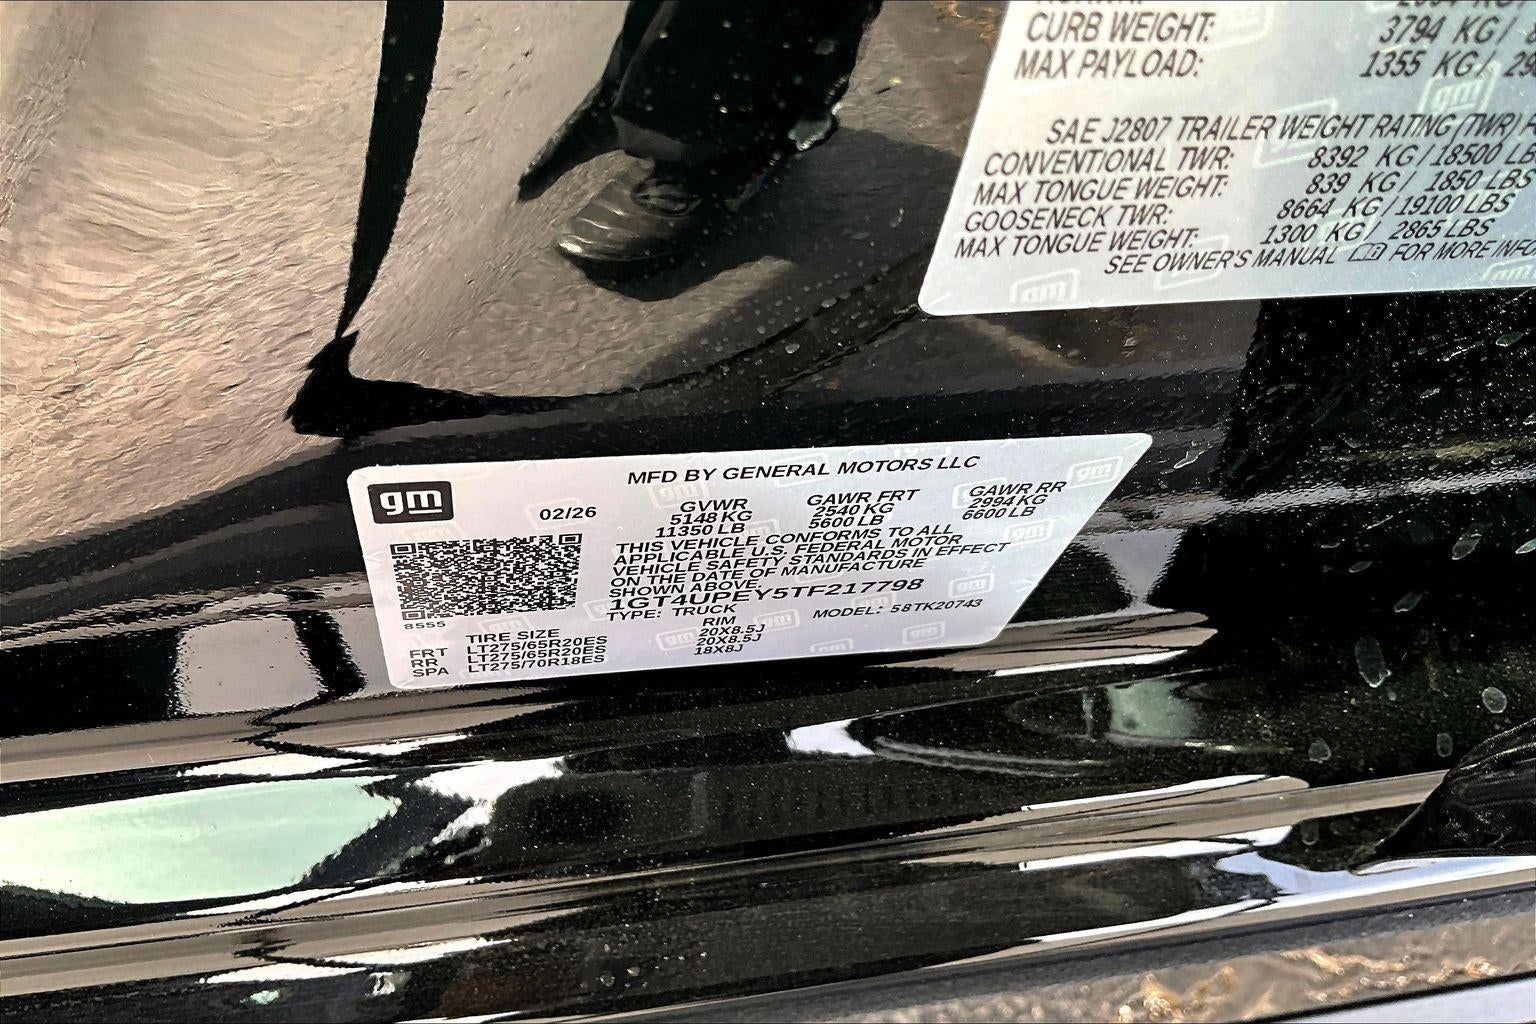 CURB WEIGHT: 3794 KG/
MAX PAYLOAD: 1355 KG/
SAE J2807 TRAILER WEIGHT RATING (TWR)
CONVENTIONAL TWR: 8392 KG/18500 LBS
MAX TONGUE WEIGHT: 839 KG/ 1850 LBS
GOOSENECK TWR: 8664 KG/19100 LBS
MAX TONGUE WEIGHT: 1300 KG/ 2865 LBS
SEE OWNER'S MANUAL FOR MORE
gm
MFD BY GENERAL MOTORS LLC
02/26
GVWR GAWR FRT GAWR RR
5148 KG 2540 KG 2994 KG
11350 LB 5600 LB 6600 LB
THIS VEHICLE CONFORMS TO ALL
APPLICABLE U.S. FEDERAL MOTOR
VEHICLE SAFETY STANDARDS IN EFFECT
ON THE DATE OF MANUFACTURE
SHOWN ABOVE.
1GT4UPEY5TF217798
TYPE: TRUCK MODEL: 58TK20743
8555
TIRE SIZE RIM
FRT LT275/65R20ES 20X8.5J
RR LT275/65R20ES 20X8.5J
SPA LT275/70R18ES 18X8J